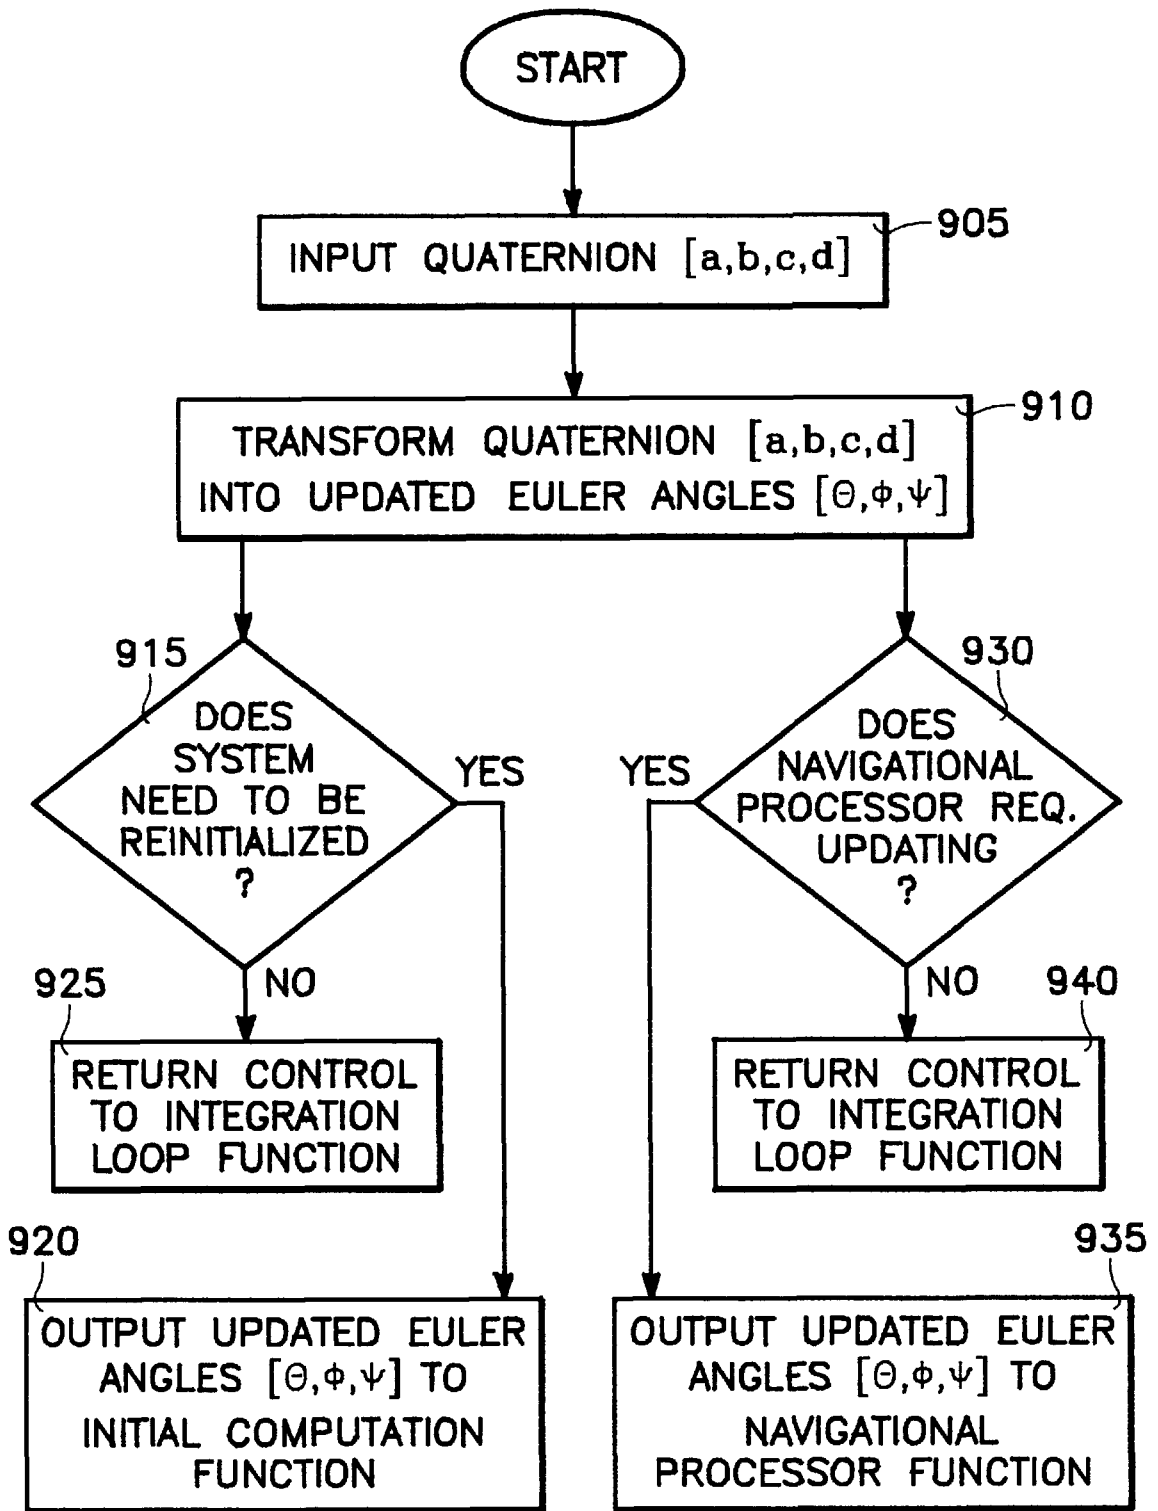 START
905
INPUT QUATERNION [a,b,c,d]
910
TRANSFORM QUATERNION [a,b,c,d]
INTO UPDATED EULER ANGLES [Θ,Φ,Ψ]
915
DOES
SYSTEM
NEED TO BE
REINITIALIZED
?
YES
NO
930
DOES
NAVIGATIONAL
PROCESSOR REQ.
UPDATING
?
YES
NO
925
RETURN CONTROL
TO INTEGRATION
LOOP FUNCTION
940
RETURN CONTROL
TO INTEGRATION
LOOP FUNCTION
920
OUTPUT UPDATED EULER
ANGLES [Θ,Φ,Ψ] TO
INITIAL COMPUTATION
FUNCTION
935
OUTPUT UPDATED EULER
ANGLES [Θ,Φ,Ψ] TO
NAVIGATIONAL
PROCESSOR FUNCTION